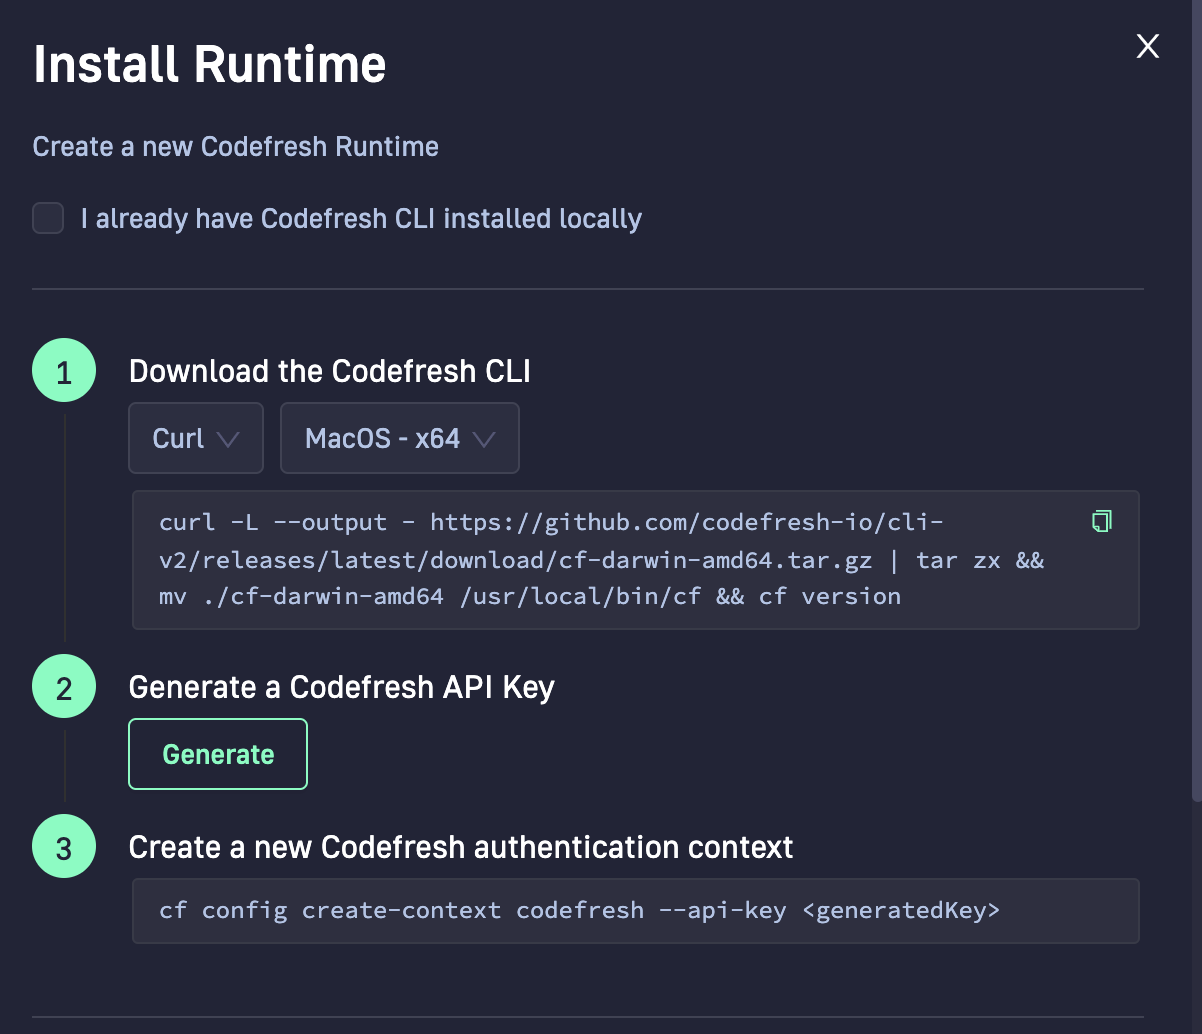 Install Runtime
X
Create a new Codefresh Runtime
I already have Codefresh CLI installed locally
1
Download the Codefresh CLI
Curl
MacOS - x64
curl -L --output - https://github.com/codefresh-io/cli-
v2/releases/latest/download/cf-darwin-amd64.tar.gz | tar zx &&
mv ./cf-darwin-amd64 /usr/local/bin/cf && cf version
2
Generate a Codefresh API Key
Generate
3
Create a new Codefresh authentication context
cf config create-context codefresh --api-key <generatedKey>